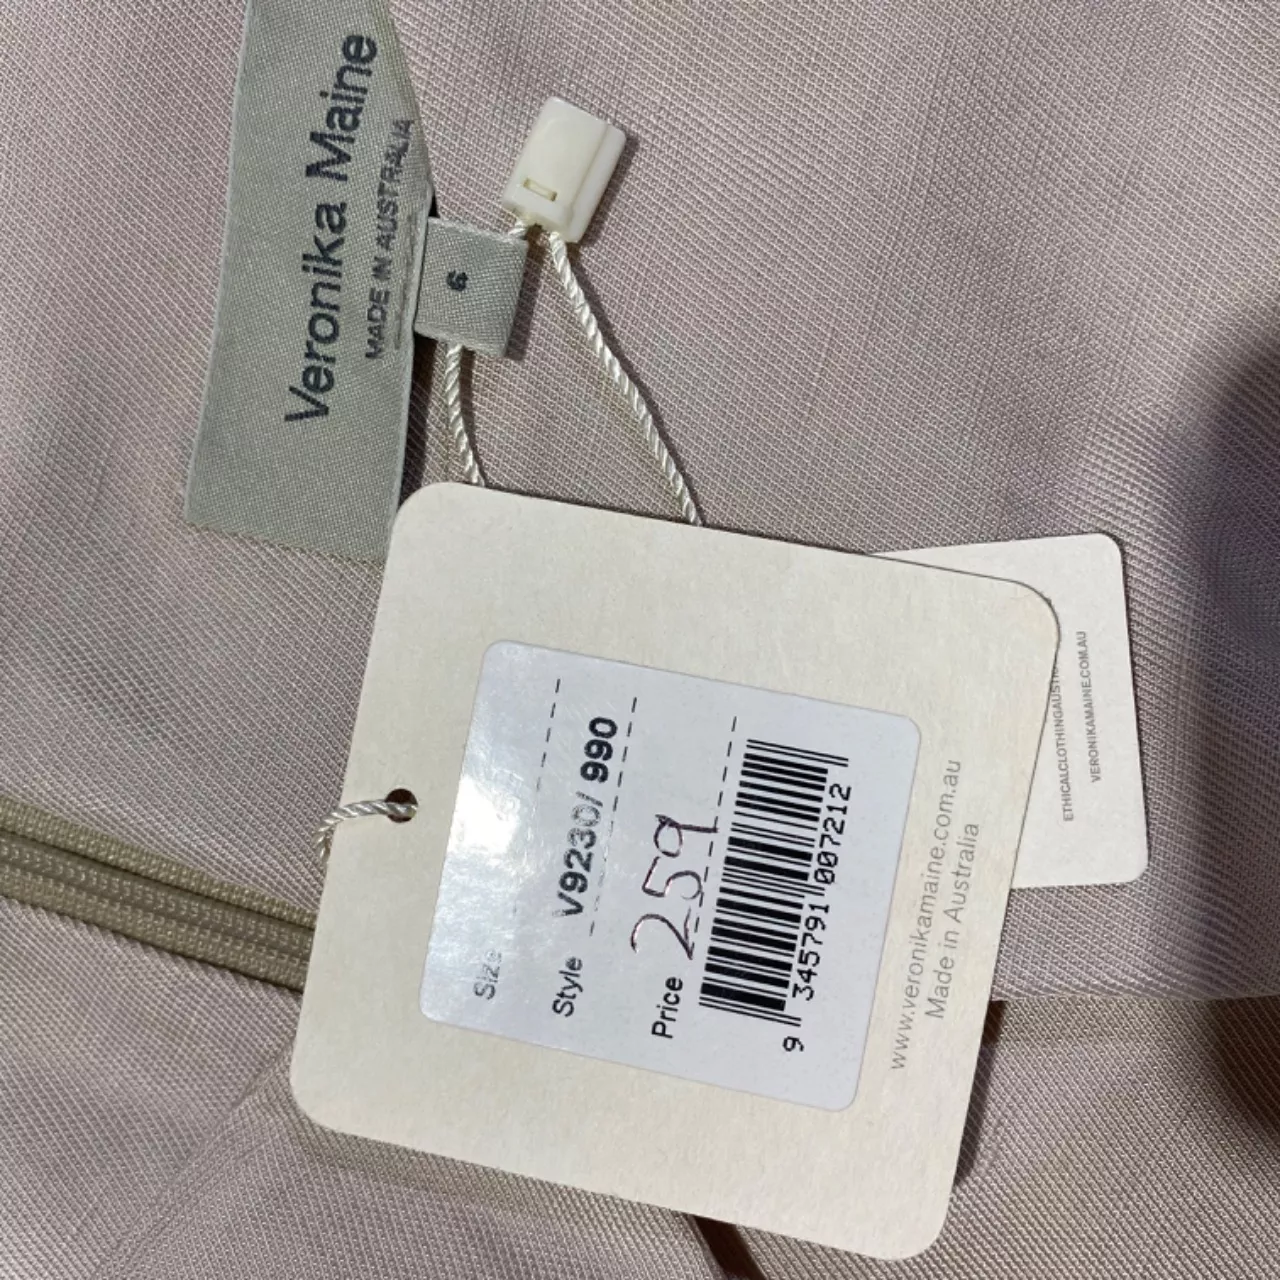 Veronika Maine
MADE IN AUSTRALIA
6
Size
Style V9230/ 990
Price 259
9 345791 007212
www.veronikamaine.com.au
Made in Australia
VERONIKAMAINE.COM.AU